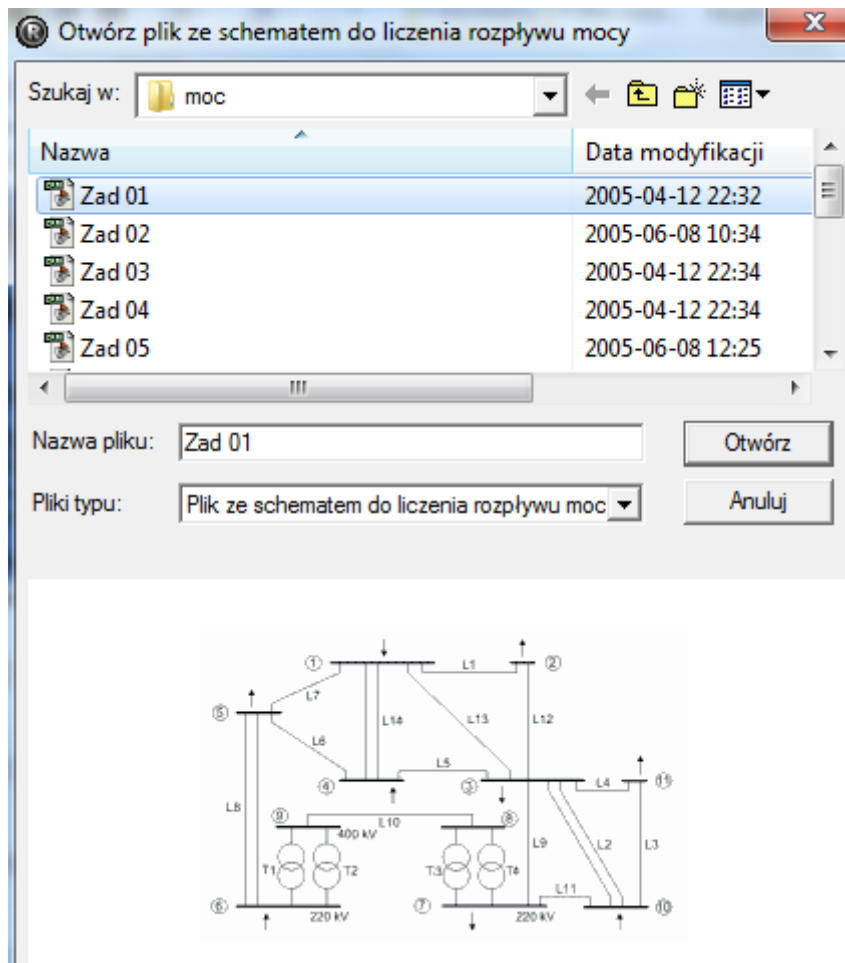 Otwórz plik ze schematem do liczenia rozpływu mocy
Szukaj w: moc
Nazwa Data modyfikacji
Zad 01 2005-04-12 22:32
Zad 02 2005-06-08 10:34
Zad 03 2005-04-12 22:34
Zad 04 2005-04-12 22:34
Zad 05 2005-06-08 12:25
Nazwa pliku: Zad 01 Otwórz
Pliki typu: Plik ze schematem do liczenia rozpływu moc Anuluj
1 L1 2
L7
5 L14 L13 L12
L6
4 L5 3 L4 11
L8 9 L10 8
400 kV
T1 T2 T3 T4 L9 L2 L3
L11
6 220 kV 7 220 kV 10